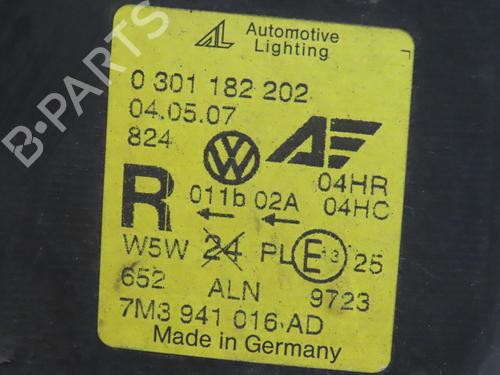 AL Automotive
Lighting
0 301 182 202
04.05.07
824
04HR
R 011b 02A 04HC
W5W 24 PL E 13 25
652 ALN 9723
7M3 941 016 AD
Made in Germany
B-PARTS